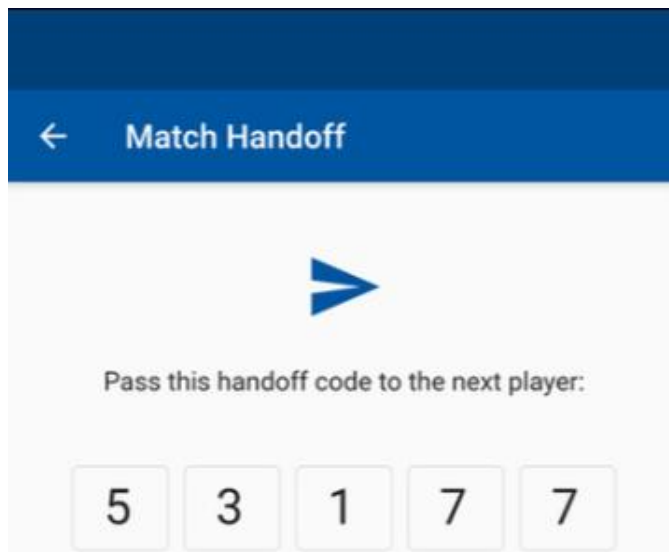 Match Handoff
Pass this handoff code to the next player:
5 3 1 7 7